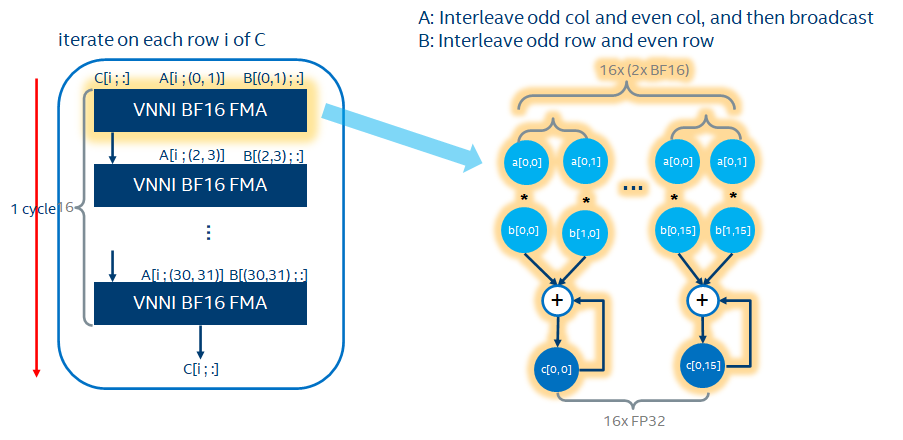 A: Interleave odd col and even col, and then broadcast
B: Interleave odd row and even row
iterate on each row i of C
C[i ; :] A[i ; (0, 1)] B[(0,1) ; :]
VNNI BF16 FMA
A[i ; (2, 3)] B[(2,3) ; :]
VNNI BF16 FMA
1 cycle
16
⋮
A[i ; (30, 31)] B[(30,31) ; :]
VNNI BF16 FMA
C[i ; :]
16x (2x BF16)
a[0,0] a[0,1] a[0,0] a[0,1]
...
* * * *
b[0,0] b[1,0] b[0,15] b[1,15]
+ +
c[0,0] c[0,15]
16x FP32